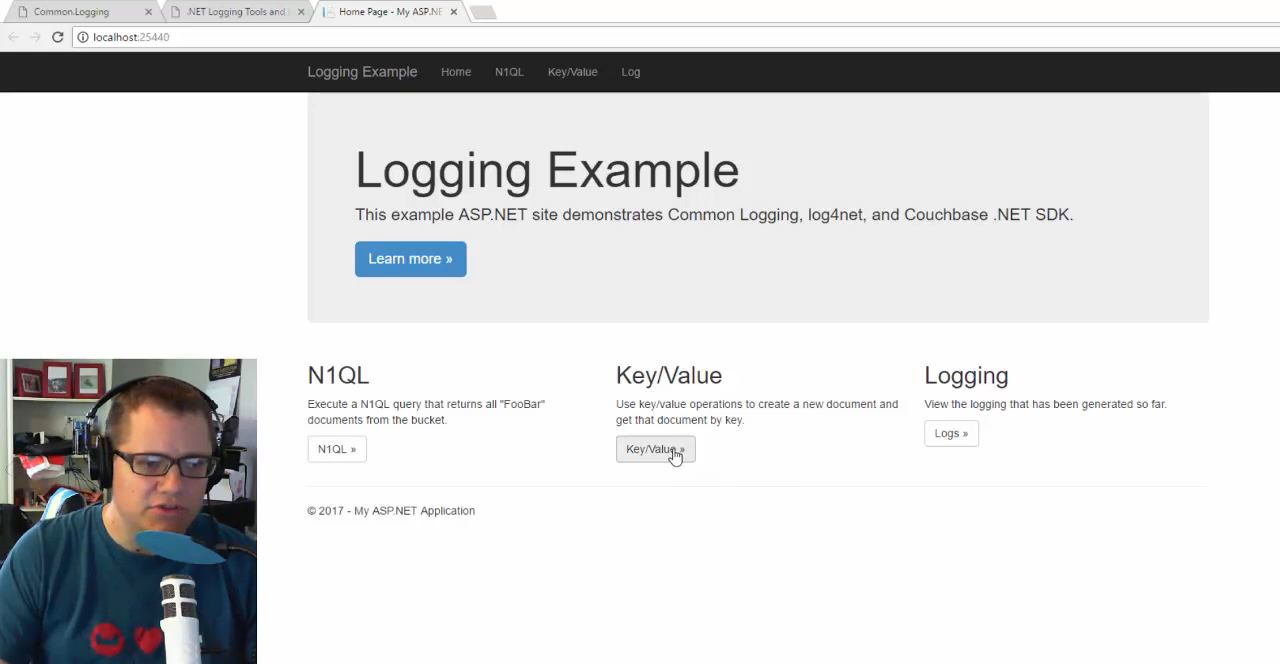 Common.Logging
.NET Logging Tools and
Home Page - My ASP.NE
localhost:25440
Logging Example
Home
N1QL
Key/Value
Log
Logging Example
This example ASP.NET site demonstrates Common Logging, log4net, and Couchbase .NET SDK.
Learn more »
N1QL
Execute a N1QL query that returns all "FooBar"
documents from the bucket.
N1QL »
Key/Value
Use key/value operations to create a new document and
get that document by key.
Key/Value »
Logging
View the logging that has been generated so far.
Logs »
© 2017 - My ASP.NET Application